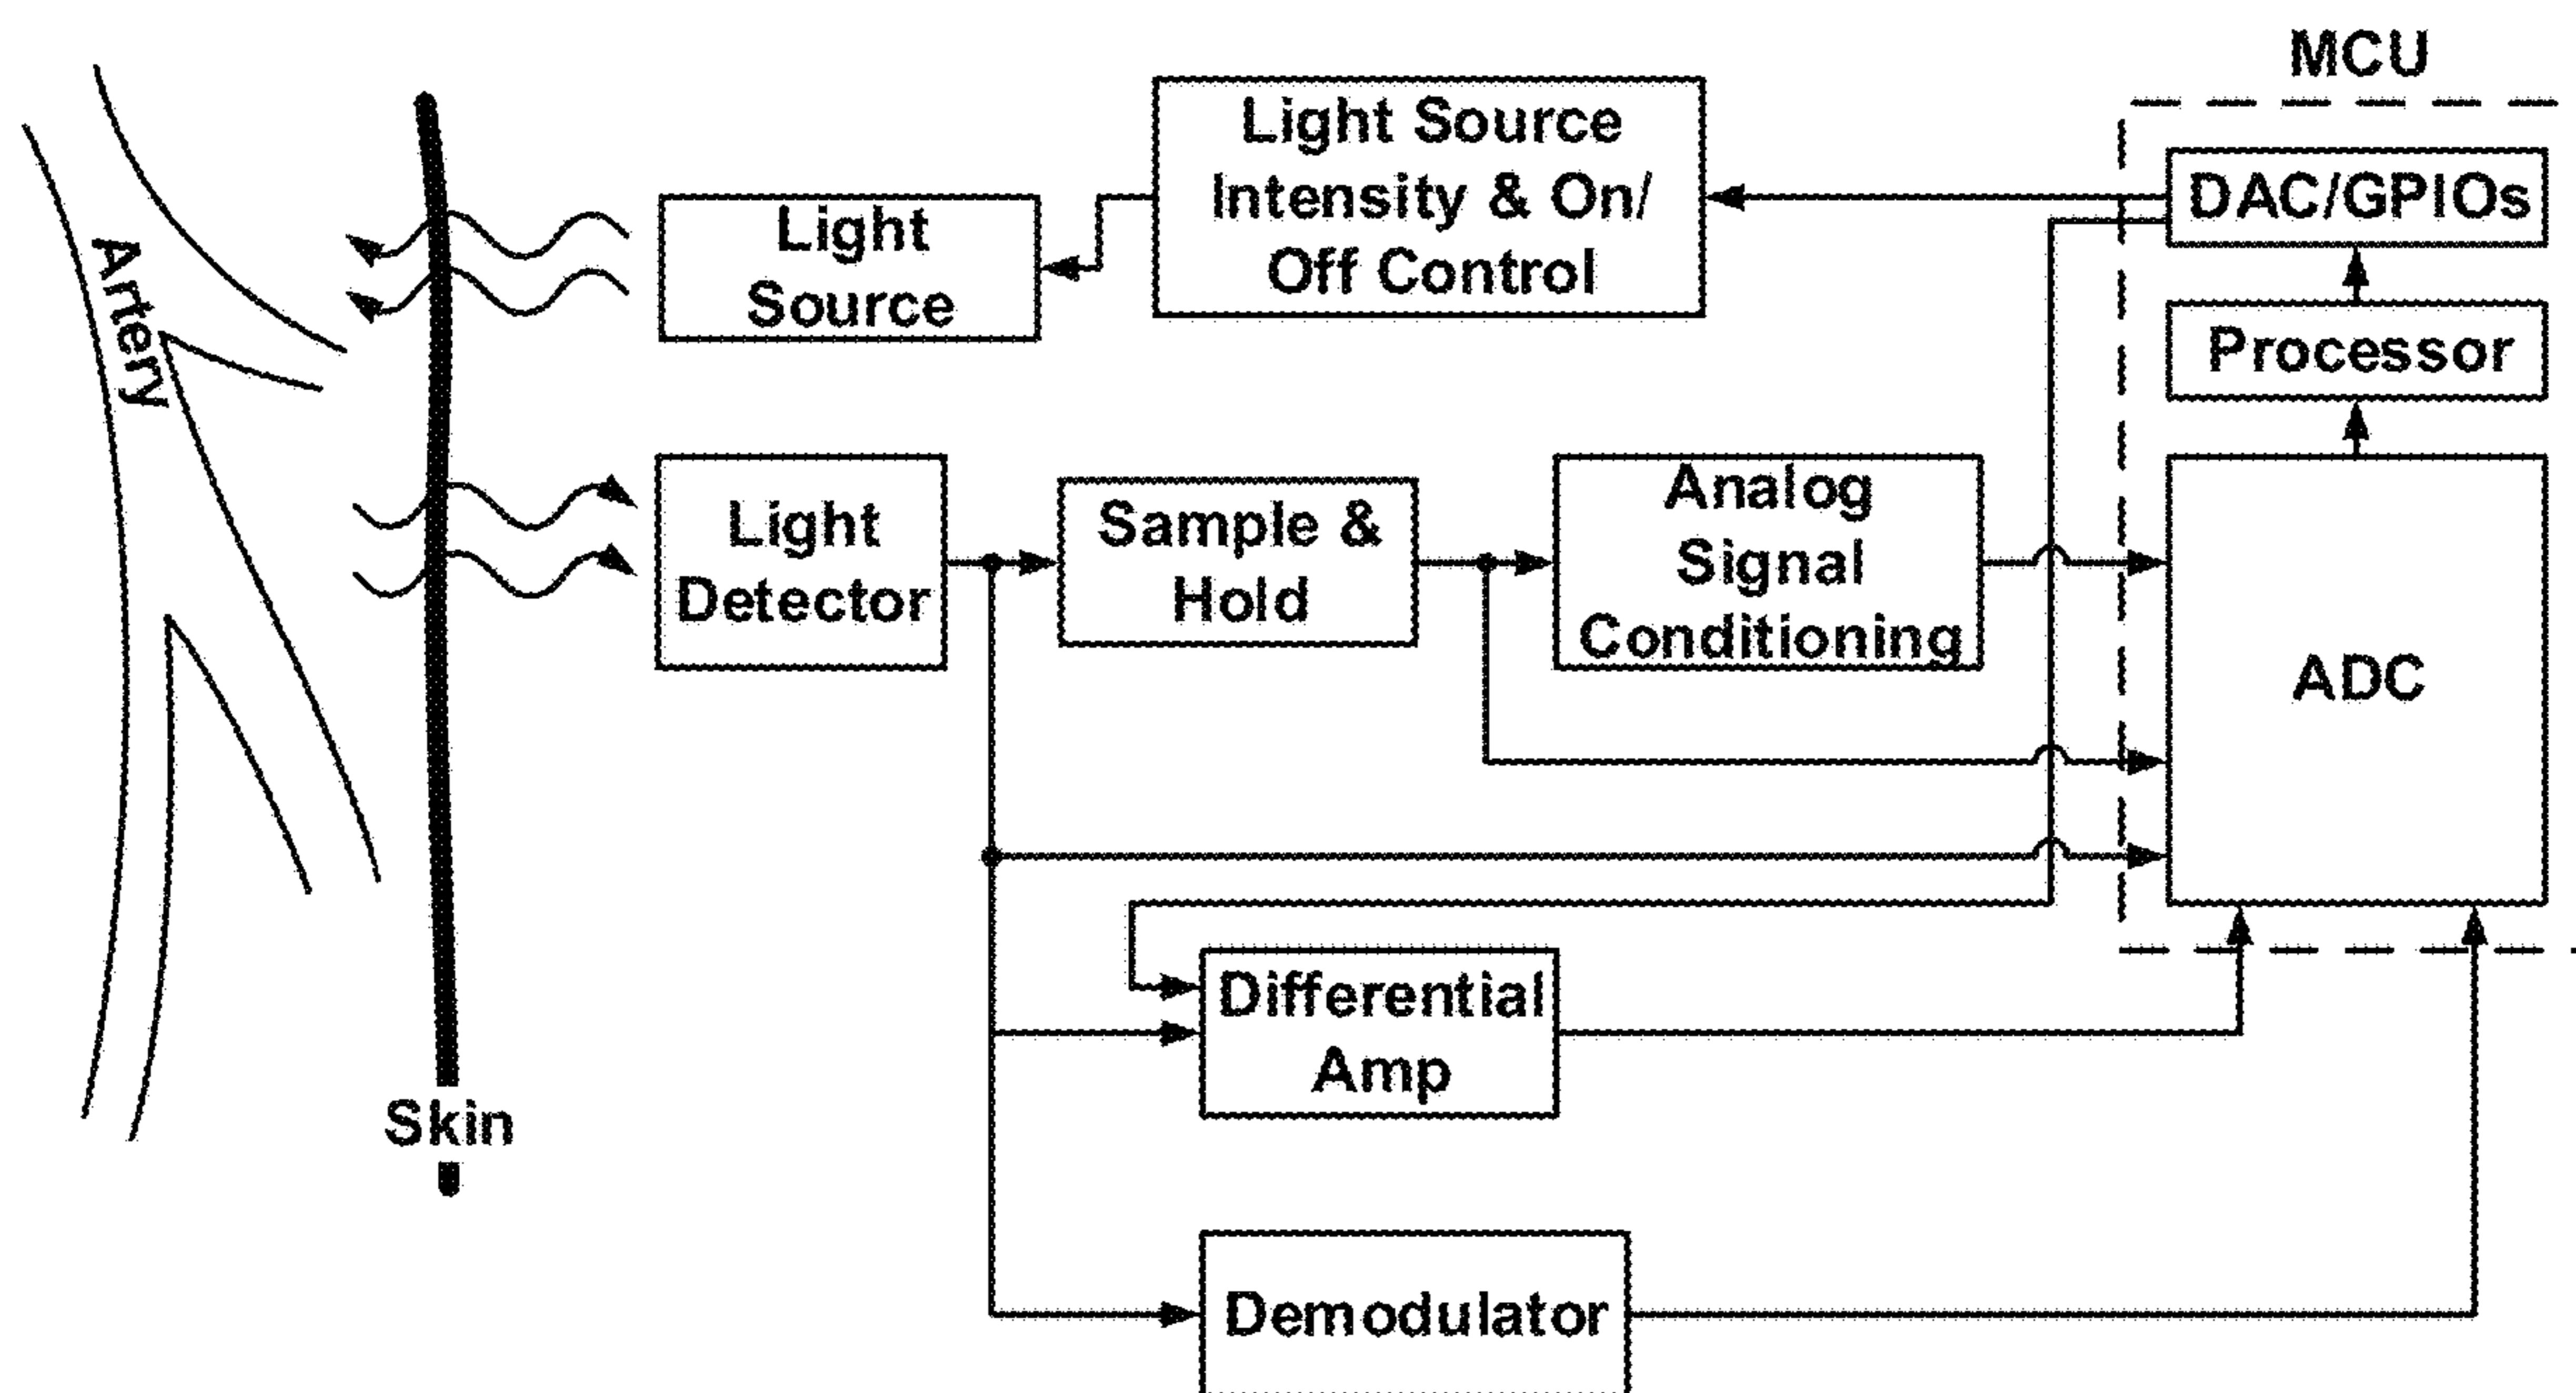 MCU
Light Source
Intensity & On/
Off Control
DAC/GPIOs
Light
Source
Processor
Artery
Light
Detector
Sample &
Hold
Analog
Signal
Conditioning
ADC
Differential
Amp
Skin
Demodulator